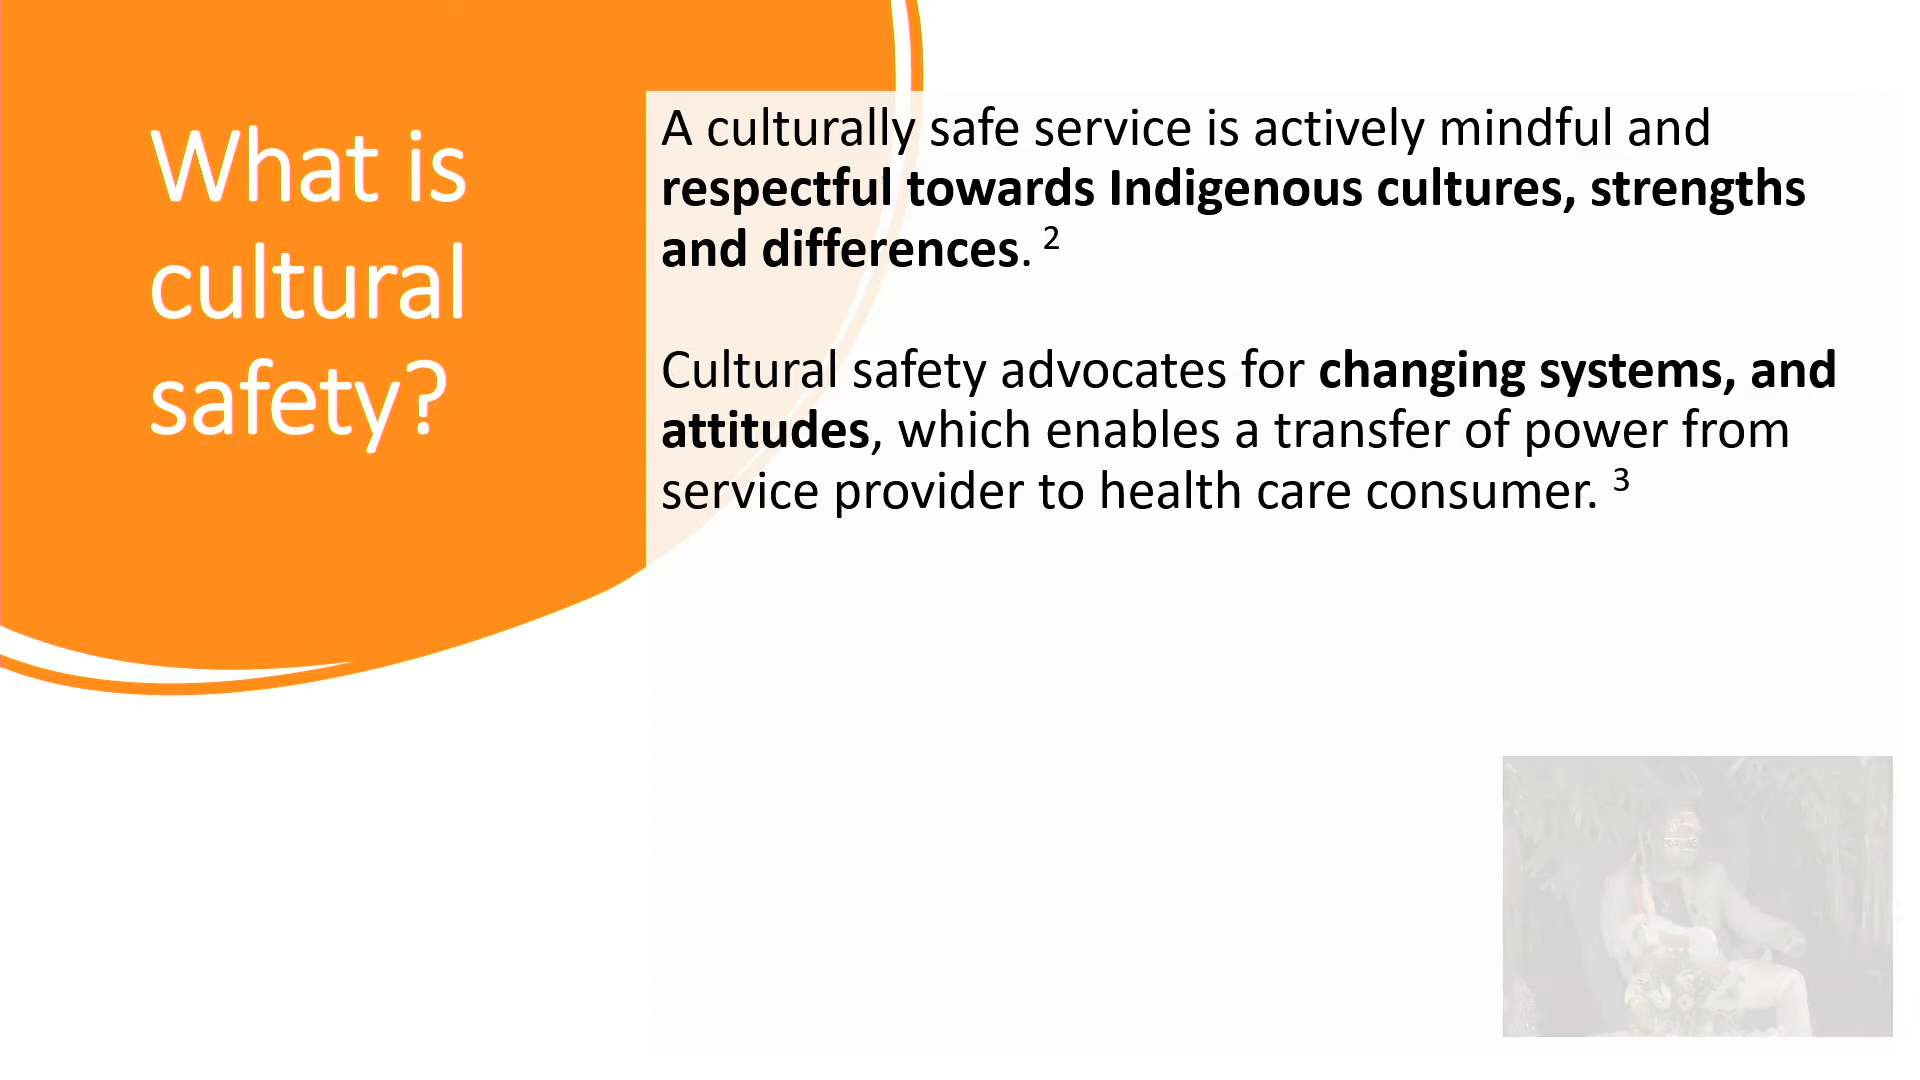 What is
cultural
safety?
A culturally safe service is actively mindful and
respectful towards Indigenous cultures, strengths
and differences. ²
Cultural safety advocates for changing systems, and
attitudes, which enables a transfer of power from
service provider to health care consumer. ³